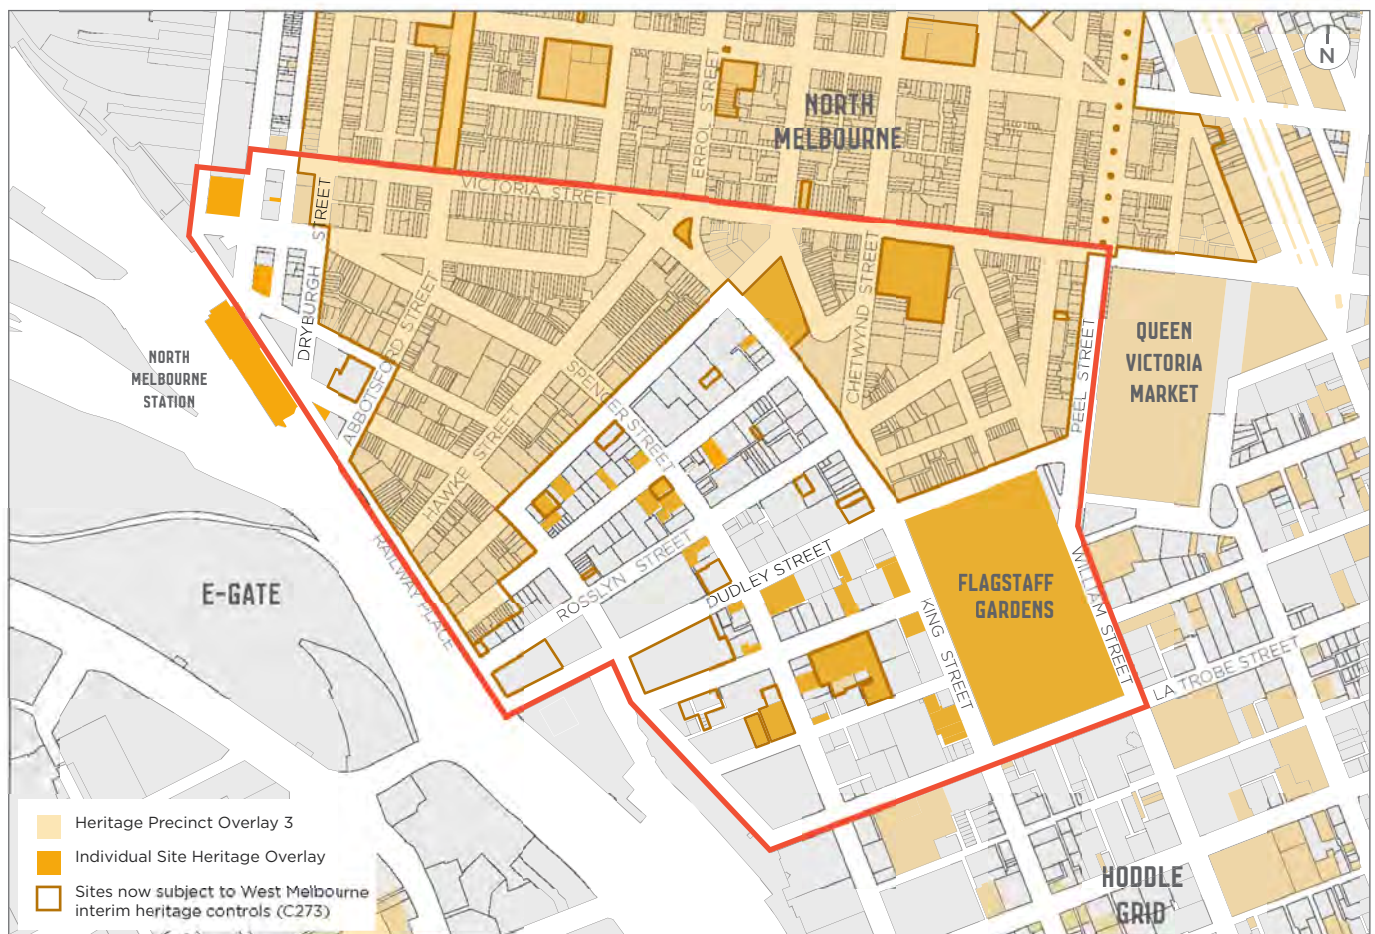 N
NORTH
MELBOURNE
ERROL STREET
VICTORIA STREET
DRYBURGH STREET
ABBOTSFORD STREET
HAWKE STREET
SPENCER STREET
CHETWYND STREET
PEEL STREET
QUEEN
VICTORIA
MARKET
NORTH
MELBOURNE
STATION
E-GATE
RAILWAY PLACE
ROSSLYN STREET
DUDLEY STREET
KING STREET
FLAGSTAFF
GARDENS
WILLIAM STREET
LA TROBE STREET
HODDLE
GRID
Heritage Precinct Overlay 3
Individual Site Heritage Overlay
Sites now subject to West Melbourne
interim heritage controls (C273)